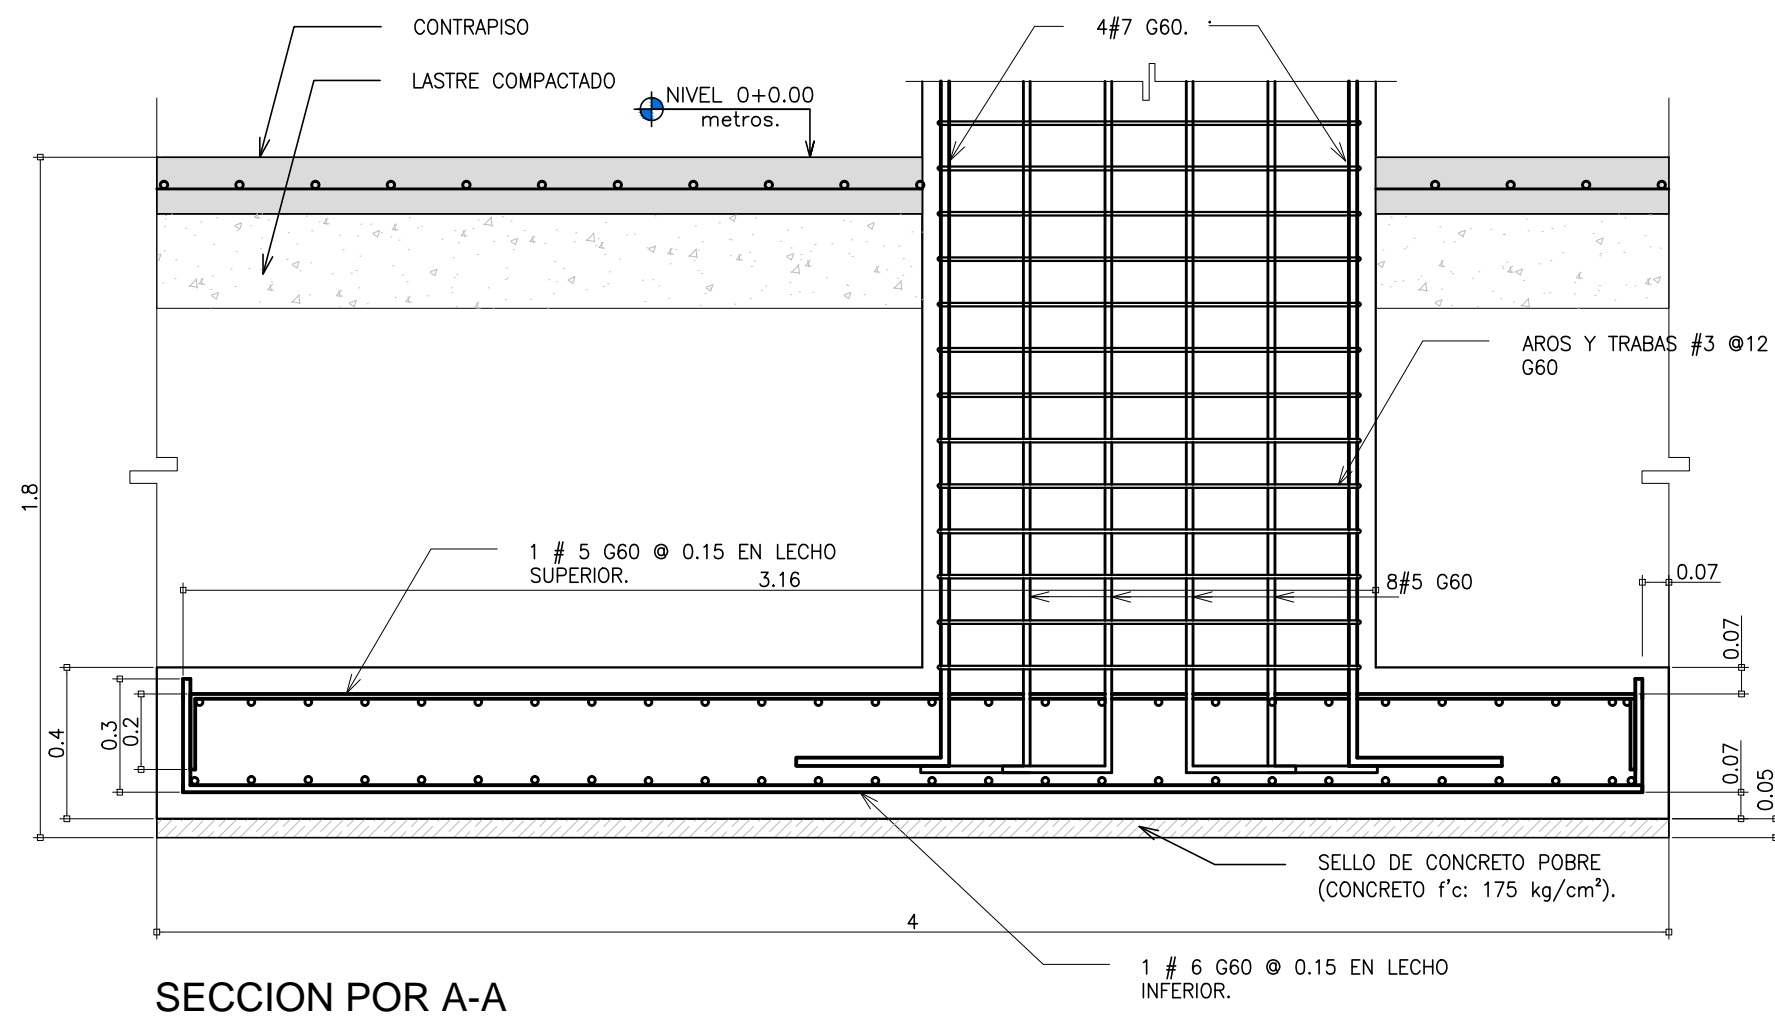 CONTRAPISO
4#7 G60.
LASTRE COMPACTADO
NIVEL 0+0.00
metros.
AROS Y TRABAS #3 @12
G60
1.8
1 # 5 G60 @ 0.15 EN LECHO
SUPERIOR.
3.16
8#5 G60
0.07
0.07
0.4
0.3
0.2
0.07
0.05
SELLO DE CONCRETO POBRE
(CONCRETO f'c: 175 kg/cm²).
4
1 # 6 G60 @ 0.15 EN LECHO
INFERIOR.
SECCION POR A-A